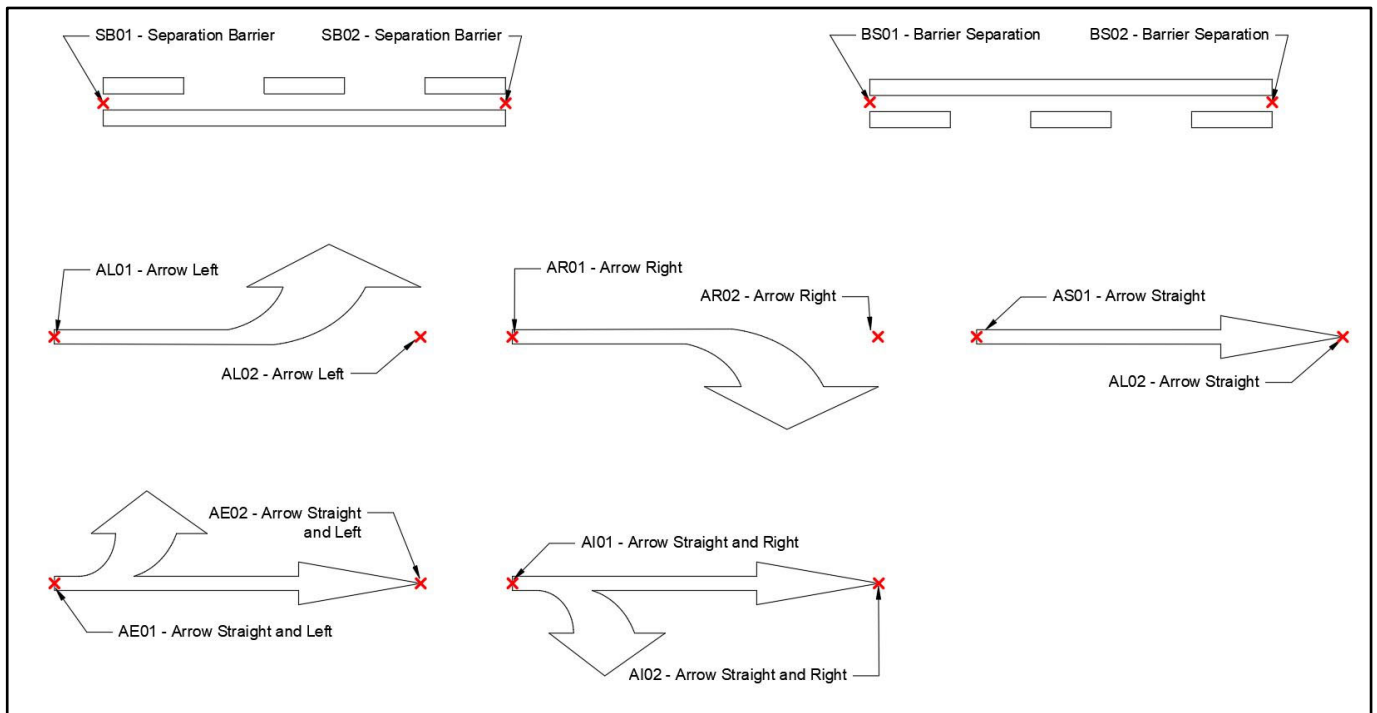 SB01 - Separation Barrier
SB02 - Separation Barrier
BS01 - Barrier Separation
BS02 - Barrier Separation
AL01 - Arrow Left
AL02 - Arrow Left
AR01 - Arrow Right
AR02 - Arrow Right
AS01 - Arrow Straight
AL02 - Arrow Straight
AE02 - Arrow Straight
and Left
AE01 - Arrow Straight and Left
AI01 - Arrow Straight and Right
AI02 - Arrow Straight and Right